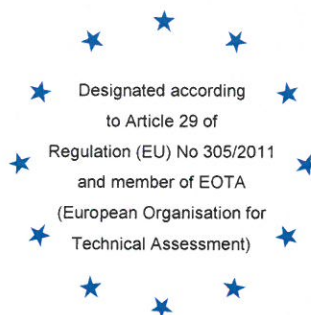 Designated according
to Article 29 of
Regulation (EU) No 305/2011
and member of EOTA
(European Organisation for
Technical Assessment)